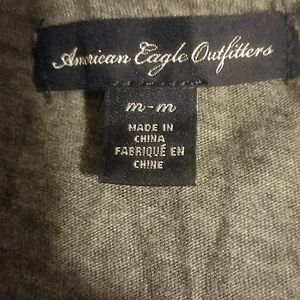 American Eagle Outfitters
m-m
MADE IN
CHINA
FABRIQUÉ EN
CHINE